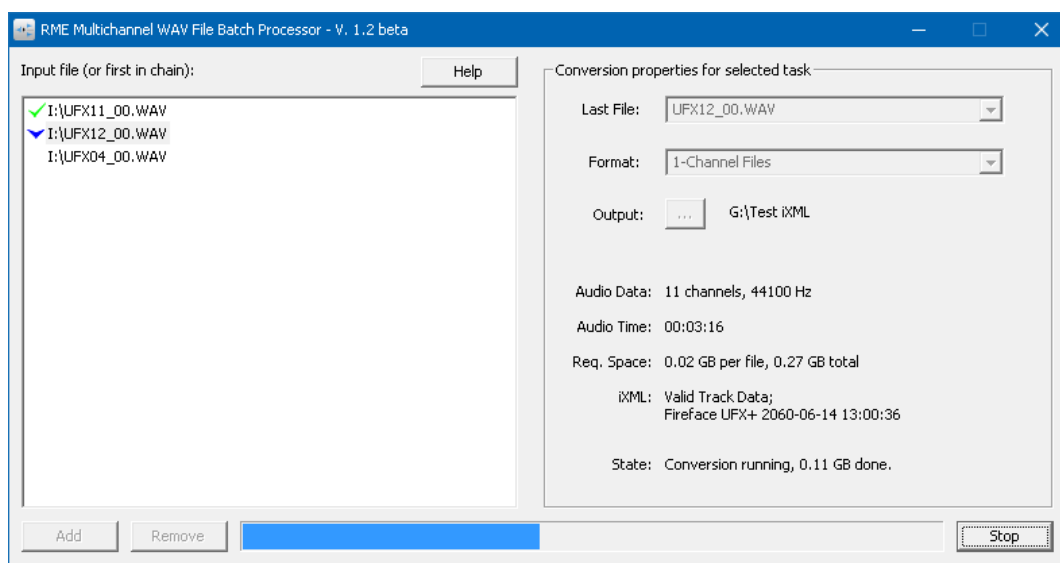 RME Multichannel WAV File Batch Processor - V. 1.2 beta
Input file (or first in chain):
Help
I:\UFX11_00.WAV
I:\UFX12_00.WAV
I:\UFX04_00.WAV
Conversion properties for selected task
Last File: UFX12_00.WAV
Format: 1-Channel Files
Output: ... G:\Test iXML
Audio Data: 11 channels, 44100 Hz
Audio Time: 00:03:16
Req. Space: 0.02 GB per file, 0.27 GB total
iXML: Valid Track Data;
Fireface UFX+ 2060-06-14 13:00:36
State: Conversion running, 0.11 GB done.
Add Remove Stop